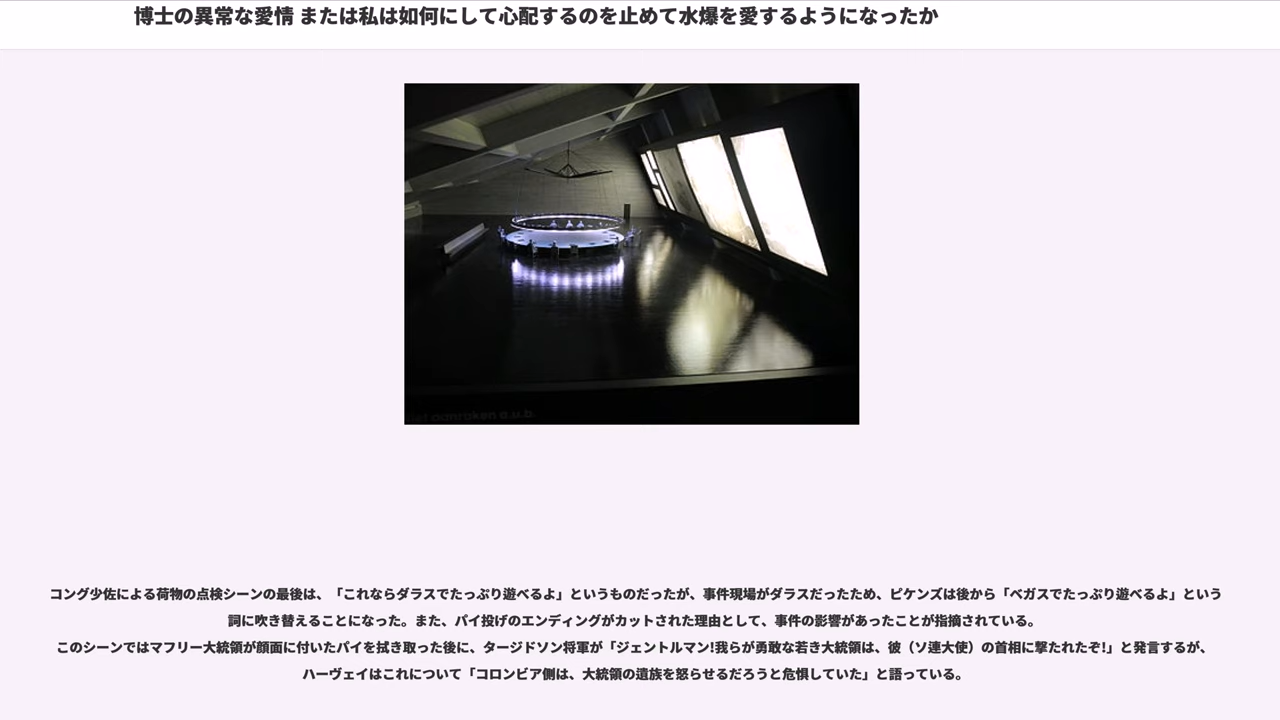 博士の異常な愛情 または私は如何にして心配するのを止めて水爆を愛するようになったか
aanraken a.u.b.
コング少佐による荷物の点検シーンの最後は、「これならダラスでたっぷり遊べるよ」というものだったが、事件現場がダラスだったため、ピケンズは後から「ベガスでたっぷり遊べるよ」という
詞に吹き替えることになった。また、パイ投げのエンディングがカットされた理由として、事件の影響があったことが指摘されている。
このシーンではマフリー大統領が顔面に付いたパイを拭き取った後に、タージドソン将軍が「ジェントルマン!我らが勇敢な若き大統領は、彼（ソ連大使）の首相に撃たれたぞ!」と発言するが、
ハーヴェイはこれについて「コロンビア側は、大統領の遺族を怒らせるだろうと危惧していた」と語っている。